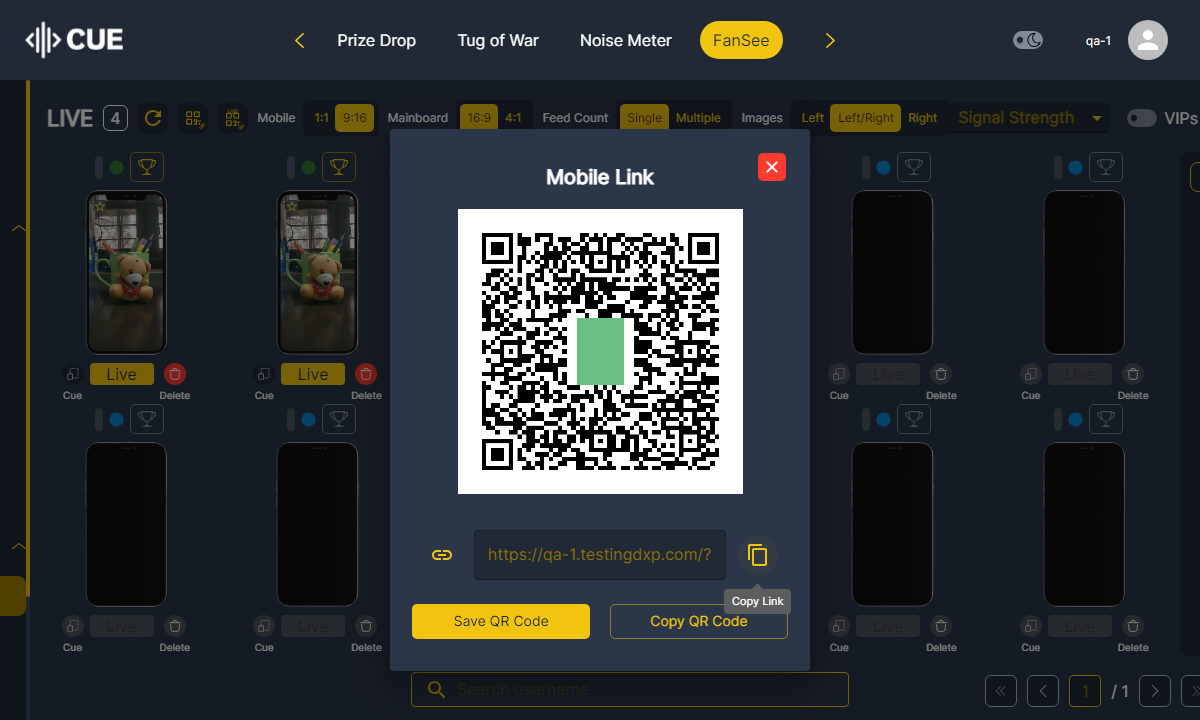 CUE
Prize Drop
Tug of War
Noise Meter
FanSee
qa-1
LIVE 4
Mobile 1:1 9:16
Mainboard 16:9 4:1
Feed Count Single Multiple
Images Left Left/Right Right
Signal Strength
VIPs
Mobile Link
Live Live Live Live
Cue Delete Cue Delete Cue Delete Cue Delete
https://qa-1.testingdxp.com/?
Copy Link
Save QR Code
Copy QR Code
Live Live Live Live
Cue Delete Cue Delete Cue Delete Cue Delete
Search username
1 / 1